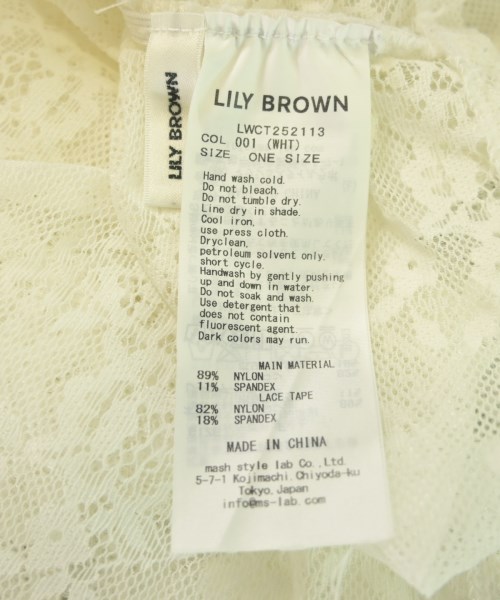 LILY BROWN
LILY BROWN
LWCT252113
COL 001 (WHT)
SIZE ONE SIZE
Hand wash cold.
Do not bleach.
Do not tumble dry.
Line dry in shade.
Cool iron,
use press cloth.
Dryclean,
petroleum solvent only.
short cycle.
Handwash by gently pushing
up and down in water.
Do not soak and wash.
Use detergent that
does not contain
fluorescent agent.
Dark colors may run.
MAIN MATERIAL
89% NYLON
11% SPANDEX
LACE TAPE
82% NYLON
18% SPANDEX
MADE IN CHINA
mash style lab Co.,Ltd.
5-7-1 Kojimachi,Chiyoda-ku
Tokyo,Japan
info@ms-lab.com